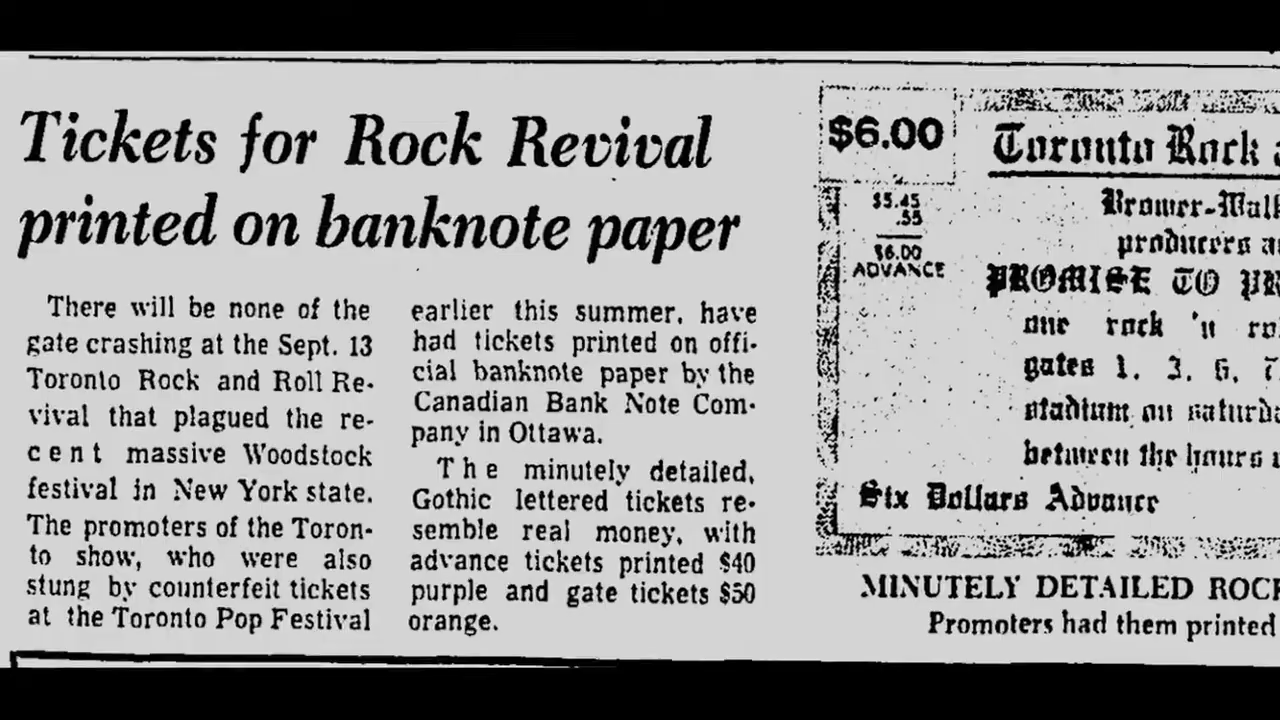 Tickets for Rock Revival
printed on banknote paper
There will be none of the
gate crashing at the Sept. 13
Toronto Rock and Roll Re-
vival that plagued the re-
cent massive Woodstock
festival in New York state.
The promoters of the Toron-
to show, who were also
stung by counterfeit tickets
at the Toronto Pop Festival
earlier this summer, have
had tickets printed on offi-
cial banknote paper by the
Canadian Bank Note Com-
pany in Ottawa.
The minutely detailed,
Gothic lettered tickets re-
semble real money, with
advance tickets printed $40
purple and gate tickets $50
orange.
$6.00
$5.45
.55
$6.00
ADVANCE
Toronto Rock a
Brower-Walk
producers a
PROMISE TO PR
one rock 'n ro
gates 1. 3. 6. 7.
stadium on saturda
between the hours
Six Dollars Advance
MINUTELY DETAILED ROCK
Promoters had them printed